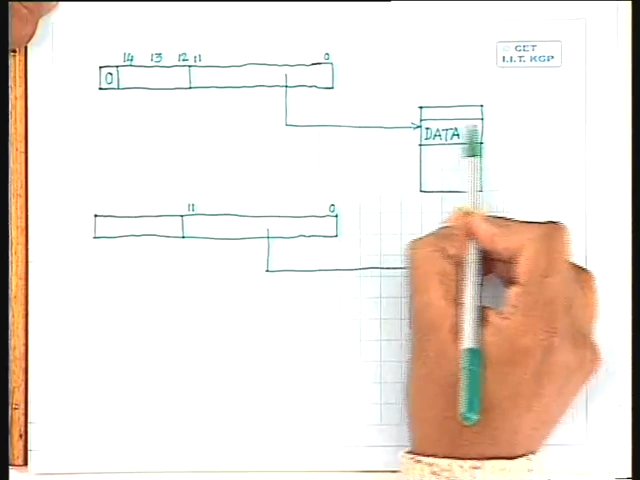 © CET
I.I.T. KGP
14 13 12 11 0
0
DATA
11 0